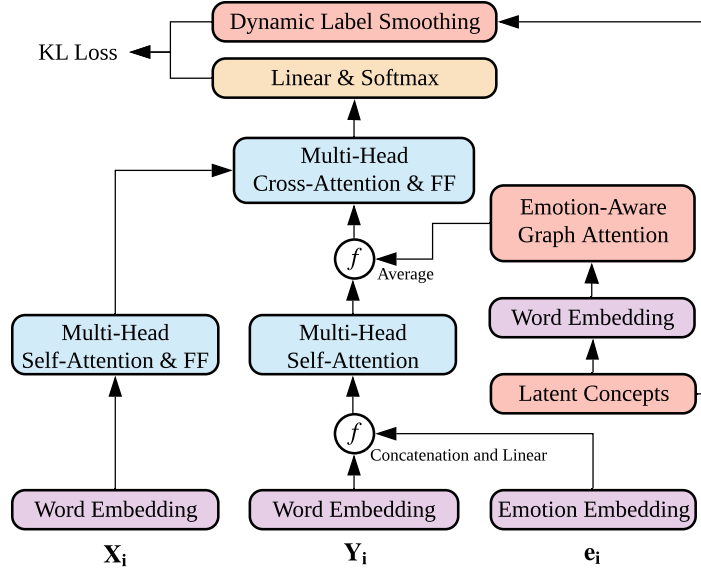 Dynamic Label Smoothing
KL Loss
Linear & Softmax
Multi-Head
Cross-Attention & FF
Emotion-Aware
Graph Attention
f
Average
Word Embedding
Multi-Head
Self-Attention & FF
Multi-Head
Self-Attention
Latent Concepts
f
Concatenation and Linear
Word Embedding
Word Embedding
Emotion Embedding
Xi
Yi
ei